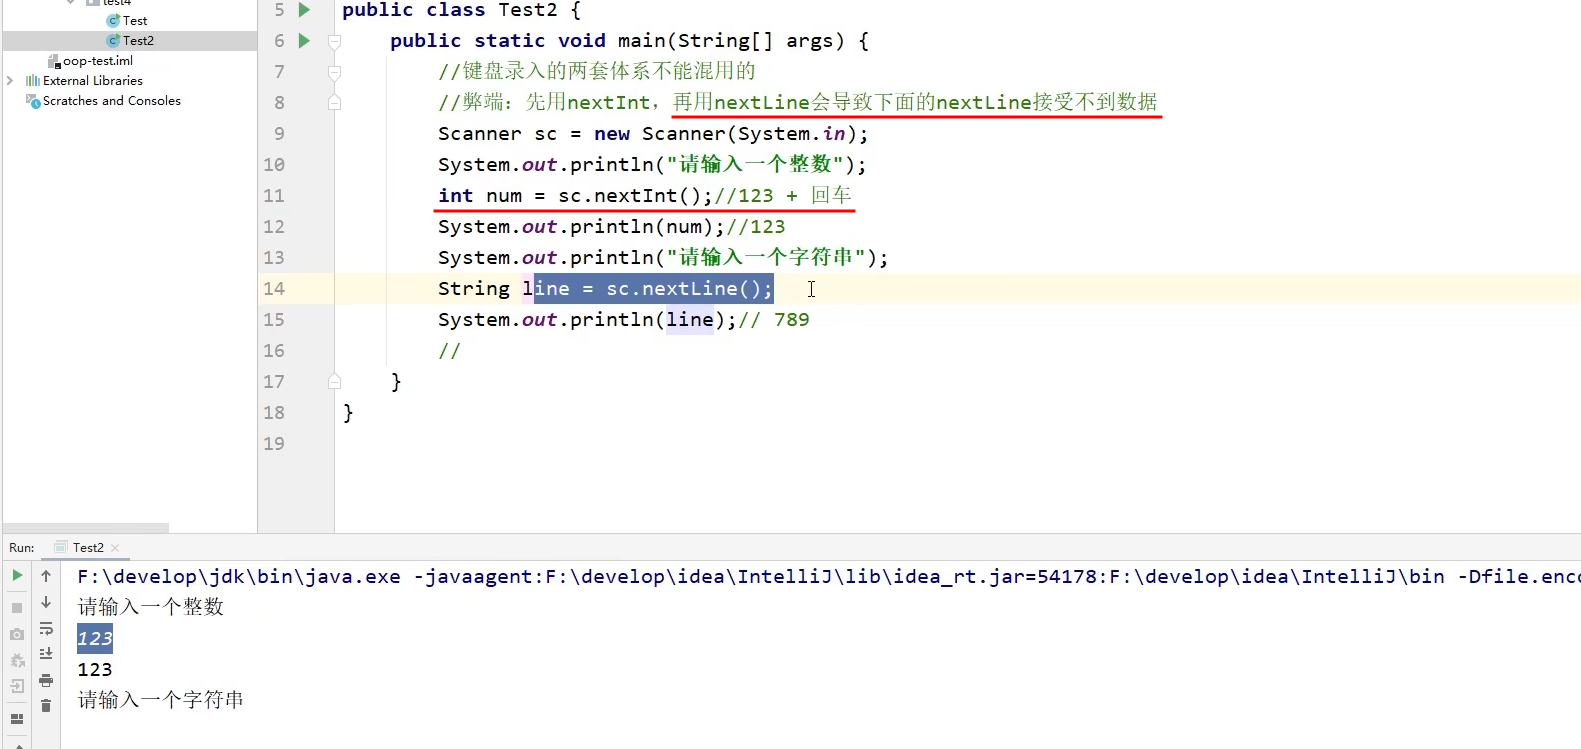 test4
Test
Test2
oop-test.iml
External Libraries
Scratches and Consoles
5 public class Test2 {
6 public static void main(String[] args) {
7 //键盘录入的两套体系不能混用的
8 //弊端：先用nextInt，再用nextLine会导致下面的nextLine接受不到数据
9 Scanner sc = new Scanner(System.in);
10 System.out.println("请输入一个整数");
11 int num = sc.nextInt();//123 + 回车
12 System.out.println(num);//123
13 System.out.println("请输入一个字符串");
14 String line = sc.nextLine();
15 System.out.println(line);// 789
16 //
17 }
18 }
19
Run: Test2
F:\develop\jdk\bin\java.exe -javaagent:F:\develop\idea\IntelliJ\lib\idea_rt.jar=54178:F:\develop\idea\IntelliJ\bin -Dfile.enco
请输入一个整数
123
123
请输入一个字符串